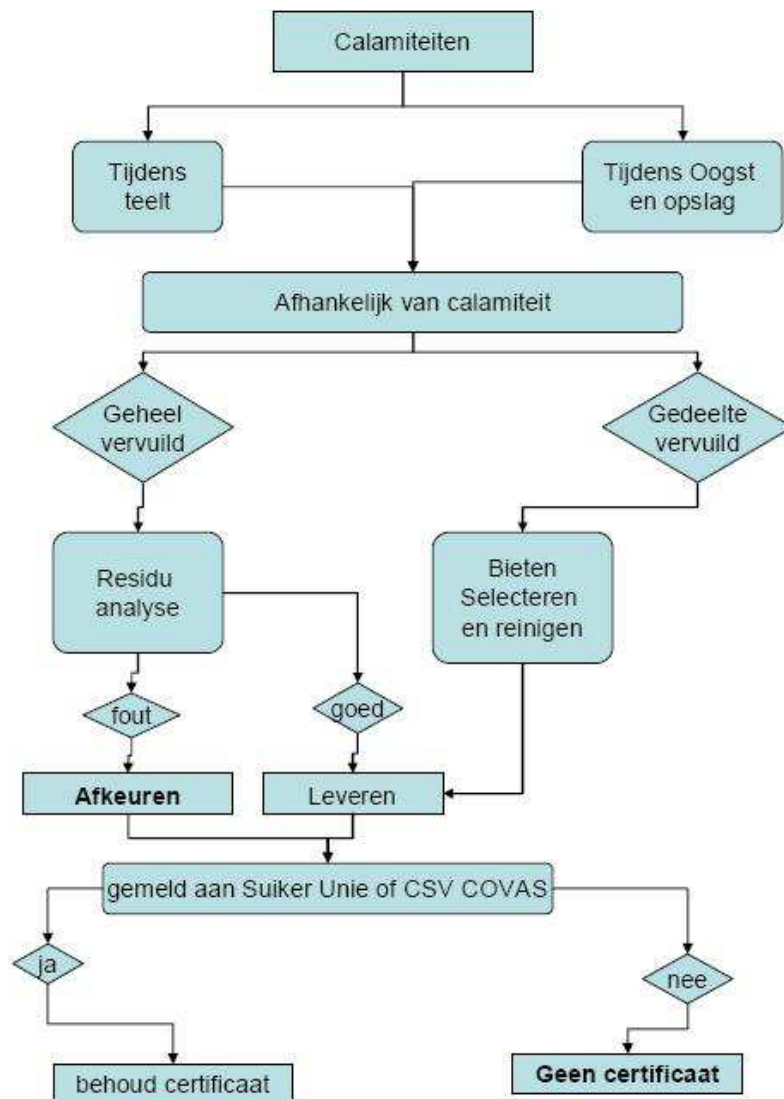 Calamiteiten
Tijdens
teelt
Tijdens Oogst
en opslag
Afhankelijk van calamiteit
Geheel
vervuild
Gedeelte
vervuild
Residu
analyse
Bieten
Selecteren
en reinigen
fout
goed
Afkeuren
Leveren
gemeld aan Suiker Unie of CSV COVAS
ja
nee
behoud certificaat
Geen certificaat